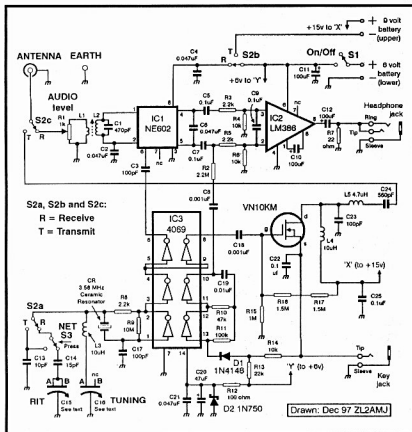 ANTENNA EARTH
AUDIO
level
R1
1k
S2c
R
T
L1
L2
C1
470pF
C2
0.047uF
IC1
NE602
nc
C3
100pF
C4
0.047uF
C5
0.1uF
C6
0.047uF
C7
0.1uF
R3
2.2k
R4
10k
R5
2.2k
R6
10k
C9
0.1uF
R2
2.2M
C8
0.001uF
T
S2b
R
+15v to 'X'
+6v to 'Y'
C11
100uF
On/Off
S1
+ 9 volt
battery
− (upper)
+ 6 volt
battery
− (lower)
IC2
LM386
nc
C10
100uF
C12
100uF
R7
22
ohm
Headphone
jack
Ring
Tip
Sleeve
S2a, S2b and S2c:
R = Receive
T = Transmit
IC3
4069
C18
0.001uF
VN10KM
g
d
s
L5 4.7uH
C24
560pF
C23
100pF
L4
10uH
'X' (to +15v)
C25
0.1uF
C22
0.1
uF
R16
1.5M
R17
1.5M
R15
1M
C19
0.01uF
R10
47k
R11
100k
CR
3.58 MHz
Ceramic
Resonator
R8
2.2k
R9
10M
S2a
T
R
NET
S3
Press
C13
10pF
C14
15pF
L3
10uH
C17
100pF
A B
C15
See text
RIT
nc
A B
C16
See text
TUNING
D1
1N4148
R14
10k
R13
22k
'Y' (to +6v)
R12
100 ohm
C20
47uF
C21
0.047uF
D2 1N750
Tip
Sleeve
Key
jack
Drawn: Dec 97 ZL2AMJ